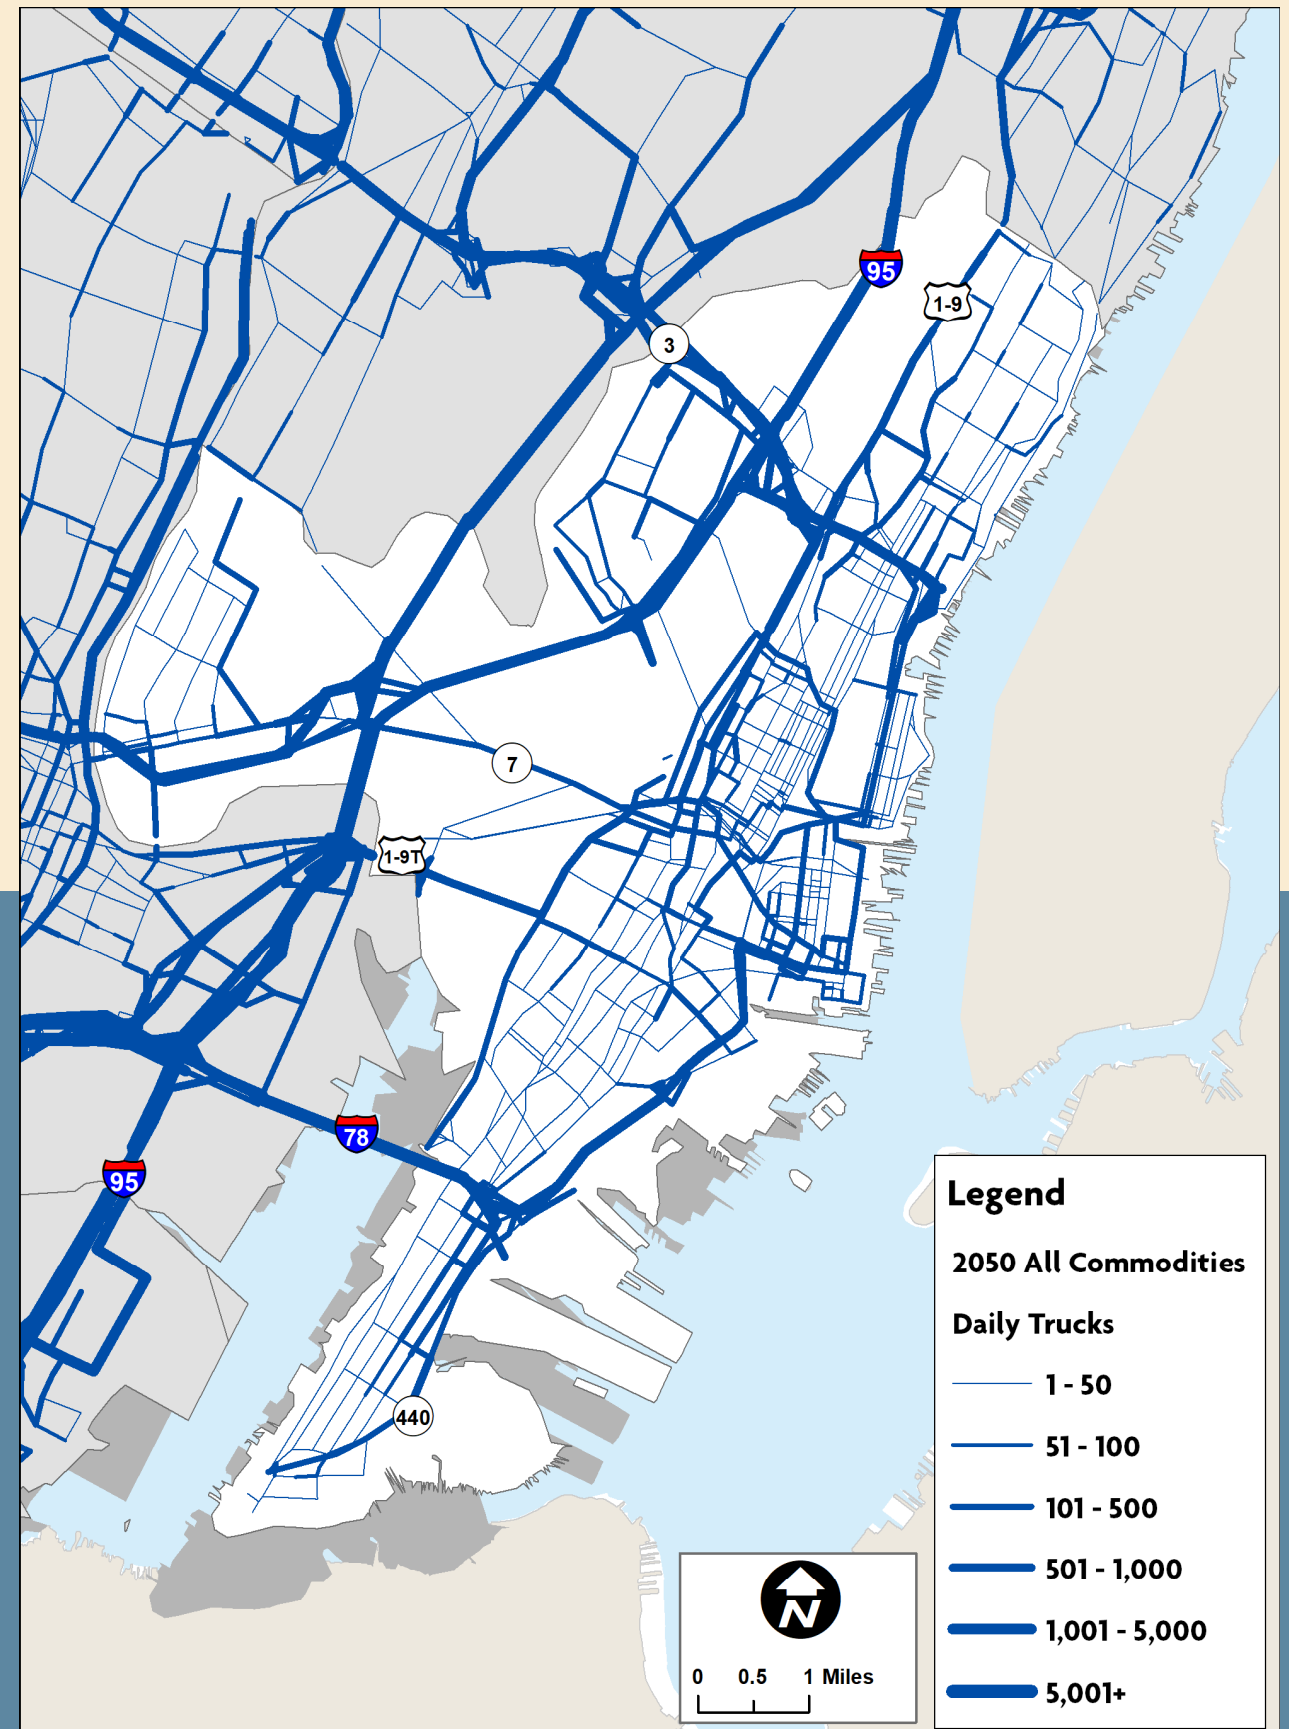 95
1-9
3
7
1-9T
78
95
440
Legend
2050 All Commodities
Daily Trucks
1 - 50
51 - 100
101 - 500
501 - 1,000
1,001 - 5,000
5,001+
N
0 0.5 1 Miles